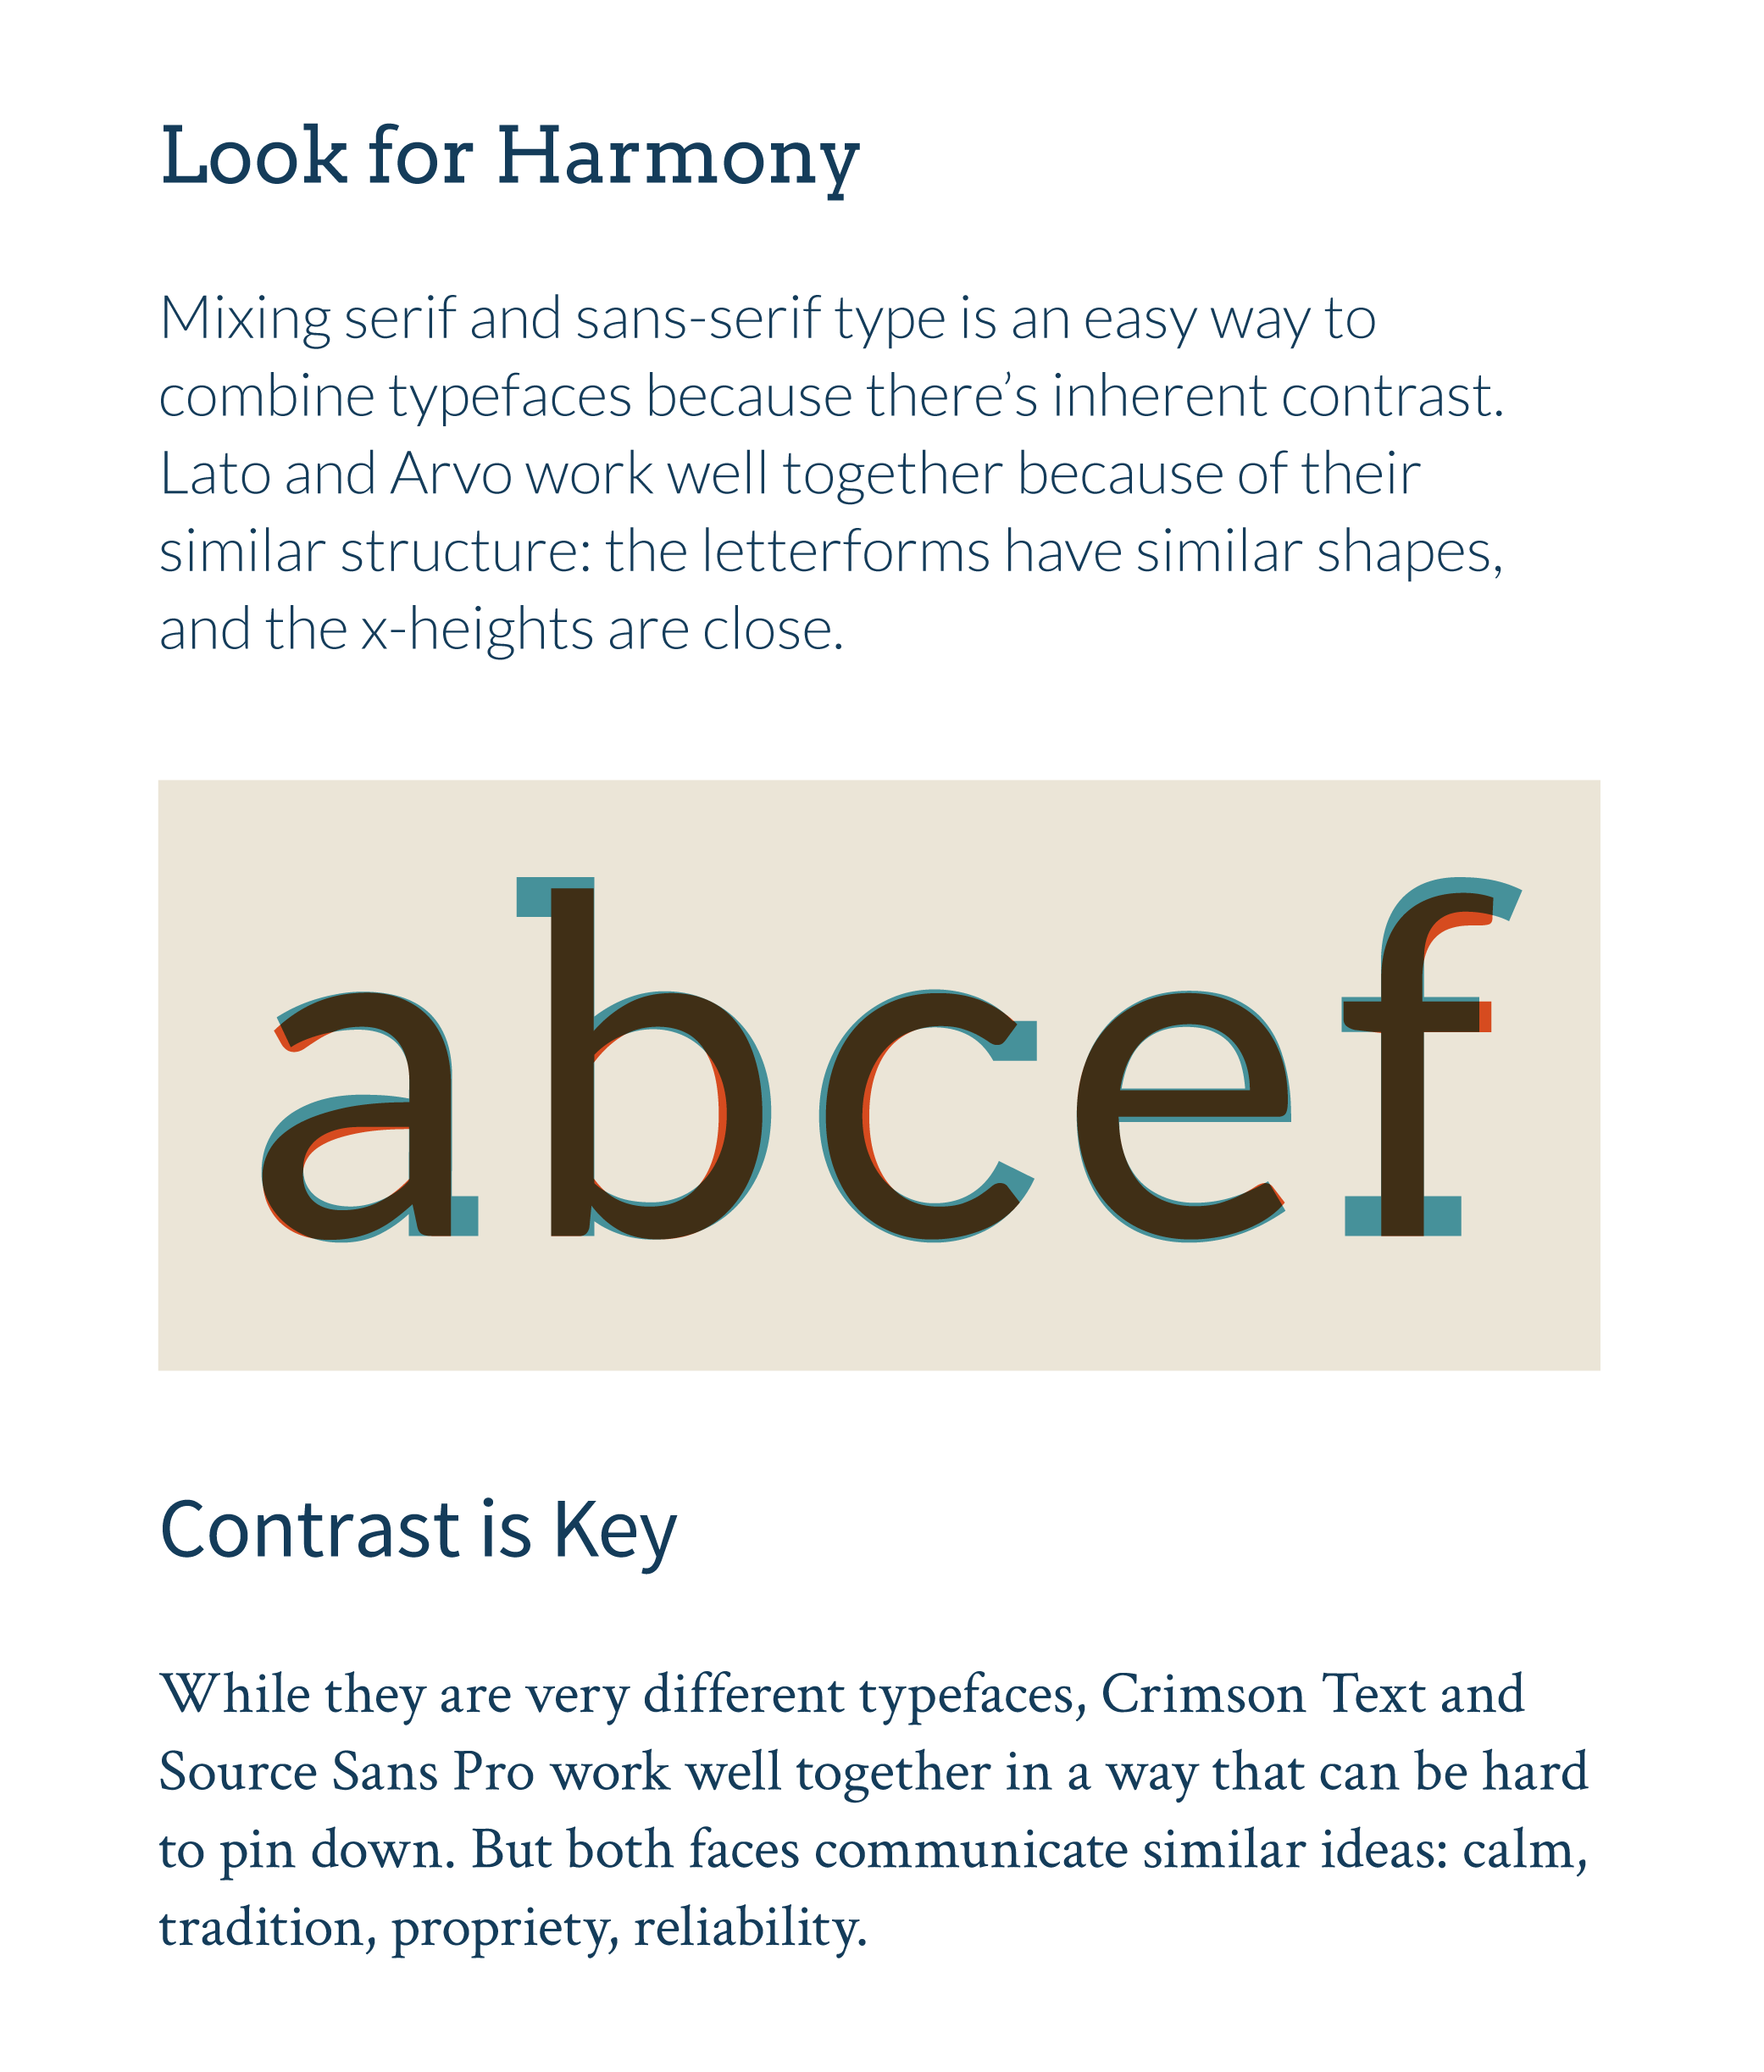 Look for Harmony
Mixing serif and sans-serif type is an easy way to
combine typefaces because there’s inherent contrast.
Lato and Arvo work well together because of their
similar structure: the letterforms have similar shapes,
and the x-heights are close.
abcef
Contrast is Key
While they are very different typefaces, Crimson Text and
Source Sans Pro work well together in a way that can be hard
to pin down. But both faces communicate similar ideas: calm,
tradition, propriety, reliability.